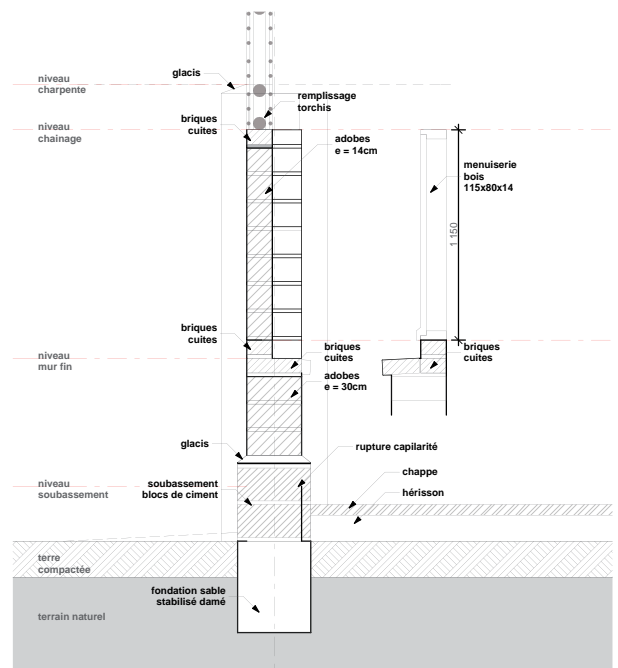 glacis
niveau
charpente
remplissage
torchis
briques
cuites
niveau
chainage
adobes
e = 14cm
menuiserie
bois
115x80x14
1 150
briques
cuites
niveau
mur fin
briques
cuites
briques
cuites
adobes
e = 30cm
glacis
rupture capilarité
chappe
niveau
soubassement
soubassement
blocs de ciment
hérisson
terre
compactée
fondation sable
stabilisé damé
terrain naturel